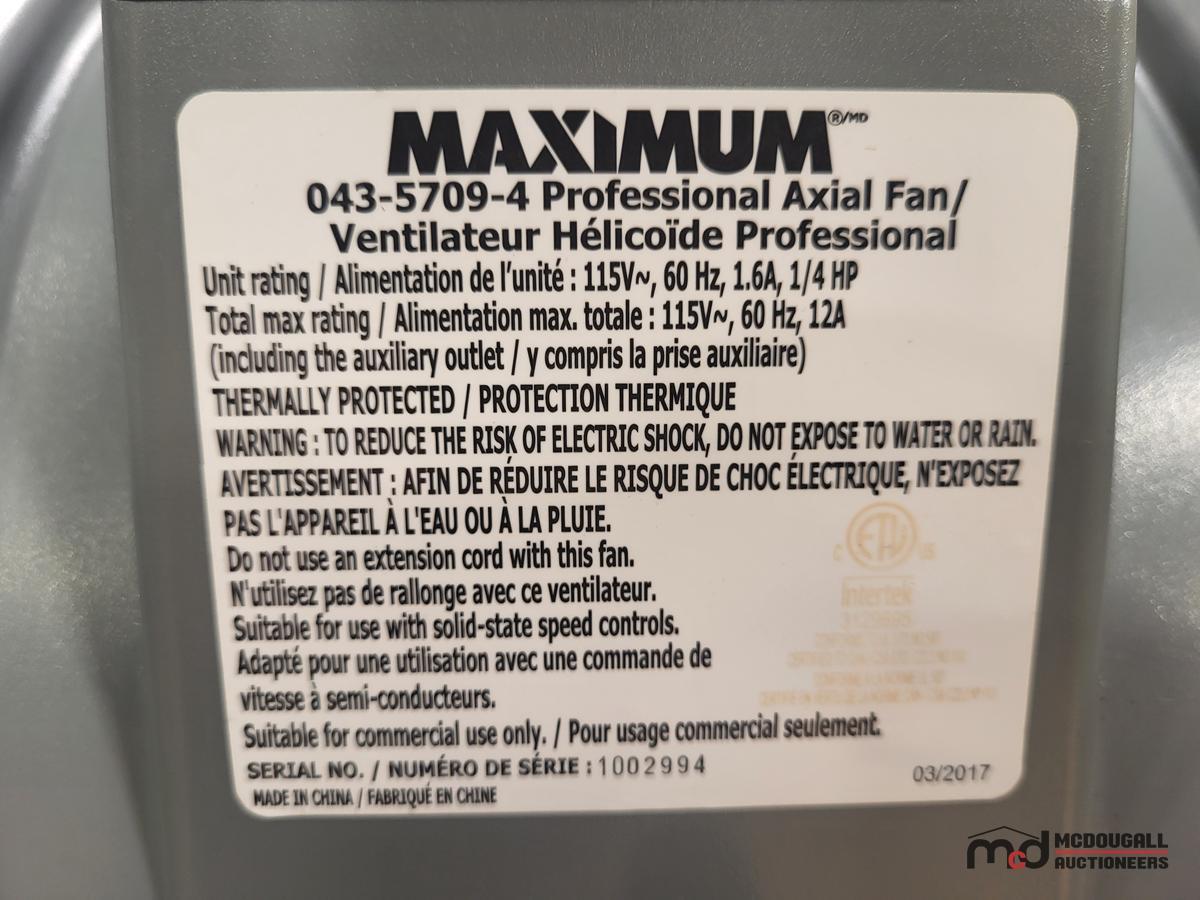 MAXIMUM®/MD
043-5709-4 Professional Axial Fan/
Ventilateur Hélicoïde Professional
Unit rating / Alimentation de l'unité : 115V~, 60 Hz, 1.6A, 1/4 HP
Total max rating / Alimentation max. totale : 115V~, 60 Hz, 12A
(including the auxiliary outlet / y compris la prise auxiliaire)
THERMALLY PROTECTED / PROTECTION THERMIQUE
WARNING : TO REDUCE THE RISK OF ELECTRIC SHOCK, DO NOT EXPOSE TO WATER OR RAIN.
AVERTISSEMENT : AFIN DE RÉDUIRE LE RISQUE DE CHOC ÉLECTRIQUE, N'EXPOSEZ
PAS L'APPAREIL À L'EAU OU À LA PLUIE.
Do not use an extension cord with this fan.
N'utilisez pas de rallonge avec ce ventilateur.
Suitable for use with solid-state speed controls.
Adapté pour une utilisation avec une commande de
vitesse à semi-conducteurs.
Suitable for commercial use only. / Pour usage commercial seulement.
SERIAL NO. / NUMÉRO DE SÉRIE : 1002994
MADE IN CHINA / FABRIQUÉ EN CHINE
C ETL US
Intertek
03/2017
mcd MCDOUGALL
AUCTIONEERS